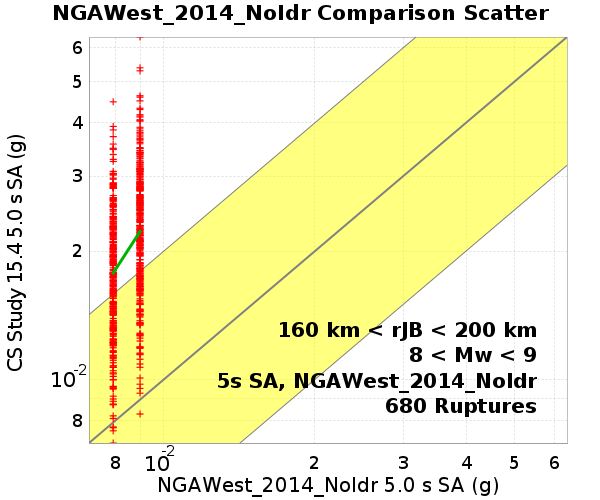 NGAWest_2014_NoIdr Comparison Scatter
CS Study 15.4 5.0 s SA (g)
6
5
4
3
2
10-2
8
160 km < rJB < 200 km
8 < Mw < 9
5s SA, NGAWest_2014_NoIdr
680 Ruptures
8 10-2 2 3 4 5 6
NGAWest_2014_NoIdr 5.0 s SA (g)